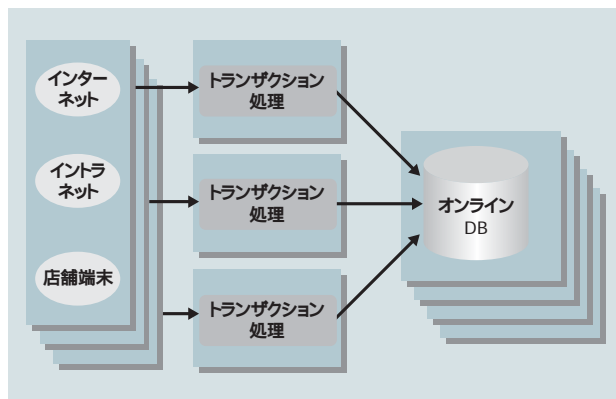 インター
ネット
イントラ
ネット
店舗端末
トランザクション
処理
トランザクション
処理
トランザクション
処理
オンライン
DB